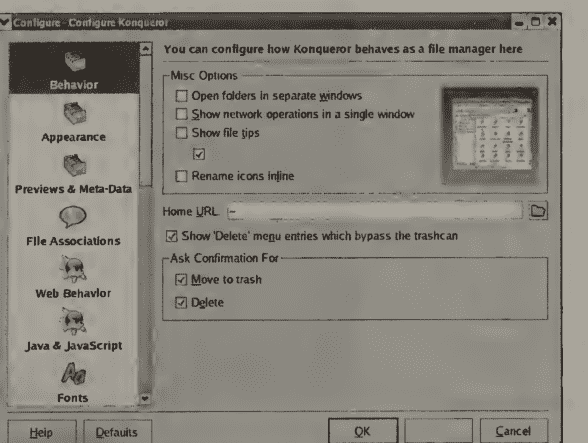 Configure - Configure Konqueror
Behavior
Appearance
Previews & Meta-Data
File Associations
Web Behavior
Java & JavaScript
Fonts
You can configure how Konqueror behaves as a file manager here
Misc Options
Open folders in separate windows
Show network operations in a single window
Show file tips
Rename icons inline
Home URL: ~
Show 'Delete' menu entries which bypass the trashcan
Ask Confirmation For
Move to trash
Delete
Help Defaults OK Cancel